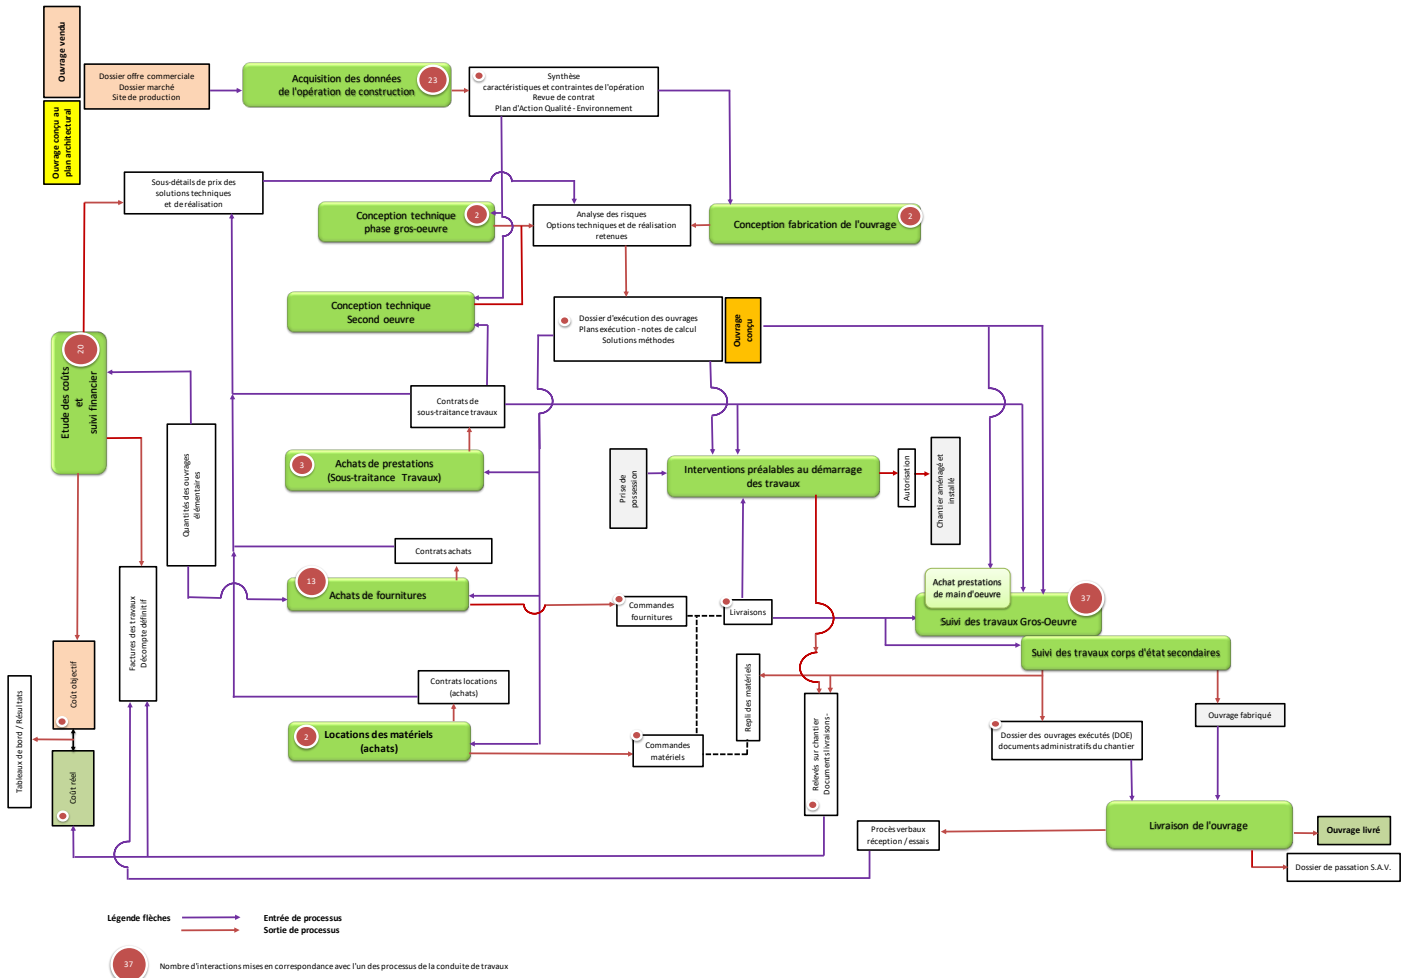 Ouvrage vendu
Ouvrage conçu au
plan architectural
Dossier offre commerciale
Dossier marché
Site de production
Acquisition des données
de l'opération de construction
23
Synthèse
caractéristiques et contraintes de l'opération
Revue de contrat
Plan d'Action Qualité - Environnement
Sous-détails de prix des
solutions techniques
et de réalisation
Conception technique
phase gros-oeuvre
2
Analyse des risques
Options techniques et de réalisation
retenues
Conception fabrication de l'ouvrage
2
Conception technique
Second oeuvre
Dossier d'exécution des ouvrages
Plans exécution - notes de calcul
Solutions méthodes
Ouvrage
conçu
20
Etude des coûts
et
suivi financier
Contrats de
sous-traitance travaux
Quantités des ouvrages
élémentaires
3
Achats de prestations
(Sous-traitance Travaux)
Prise de
possession
Interventions préalables au démarrage
des travaux
Autorisation
Chantier aménagé et
installé
Contrats achats
13
Achats de fournitures
Factures des travaux
Décompte définitif
Commandes
fournitures
Livraisons
Achat prestations
de main d'oeuvre
37
Suivi des travaux Gros-Oeuvre
Suivi des travaux corps d'état secondaires
Coût objectif
Contrats locations
(achats)
Repli des matériels
Tableaux de bord / Résultats
2
Locations des matériels
(achats)
Commandes
matériels
Relevés sur chantier
Documents livraisons-
Ouvrage fabriqué
Dossier des ouvrages exécutés (DOE)
documents administratifs du chantier
Coût réel
Procès verbaux
réception / essais
Livraison de l'ouvrage
Ouvrage livré
Dossier de passation S.A.V.
Légende flèches
Entrée de processus
Sortie de processus
37
Nombre d'interactions mises en correspondance avec l'un des processus de la conduite de travaux